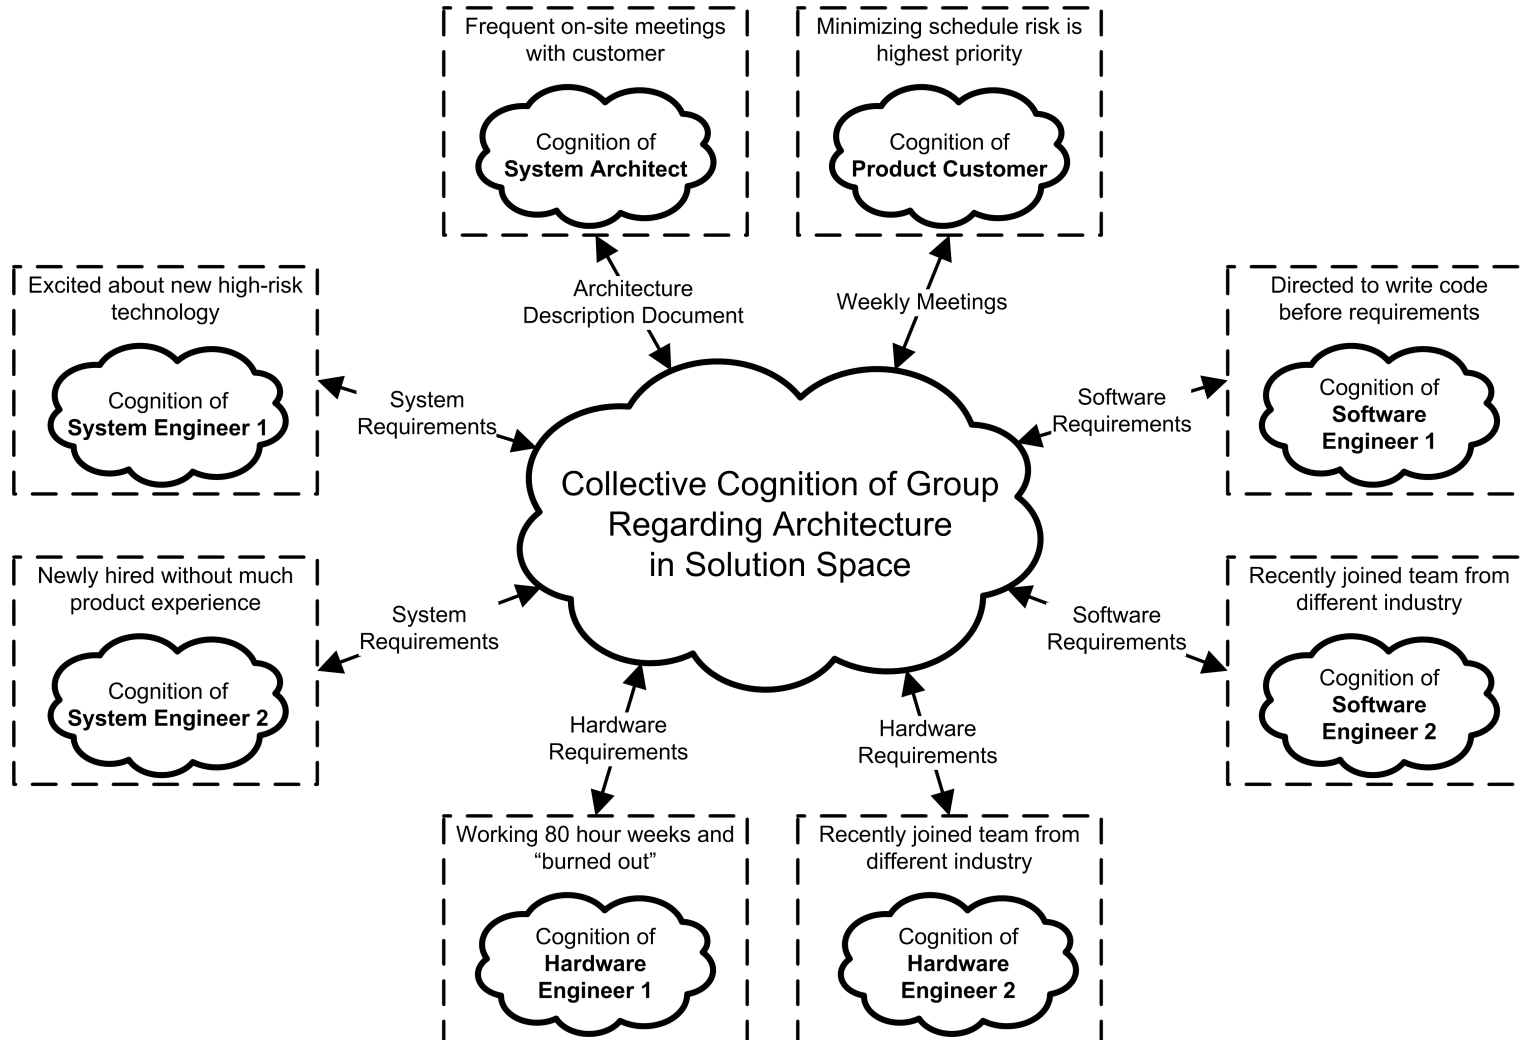 Frequent on-site meetings
with customer
Cognition of
System Architect
Minimizing schedule risk is
highest priority
Cognition of
Product Customer
Excited about new high-risk
technology
Cognition of
System Engineer 1
Architecture
Description Document
Weekly Meetings
Directed to write code
before requirements
Cognition of
Software
Engineer 1
System
Requirements
Software
Requirements
Collective Cognition of Group
Regarding Architecture
in Solution Space
Newly hired without much
product experience
Cognition of
System Engineer 2
System
Requirements
Software
Requirements
Recently joined team from
different industry
Cognition of
Software
Engineer 2
Hardware
Requirements
Hardware
Requirements
Working 80 hour weeks and
“burned out”
Cognition of
Hardware
Engineer 1
Recently joined team from
different industry
Cognition of
Hardware
Engineer 2